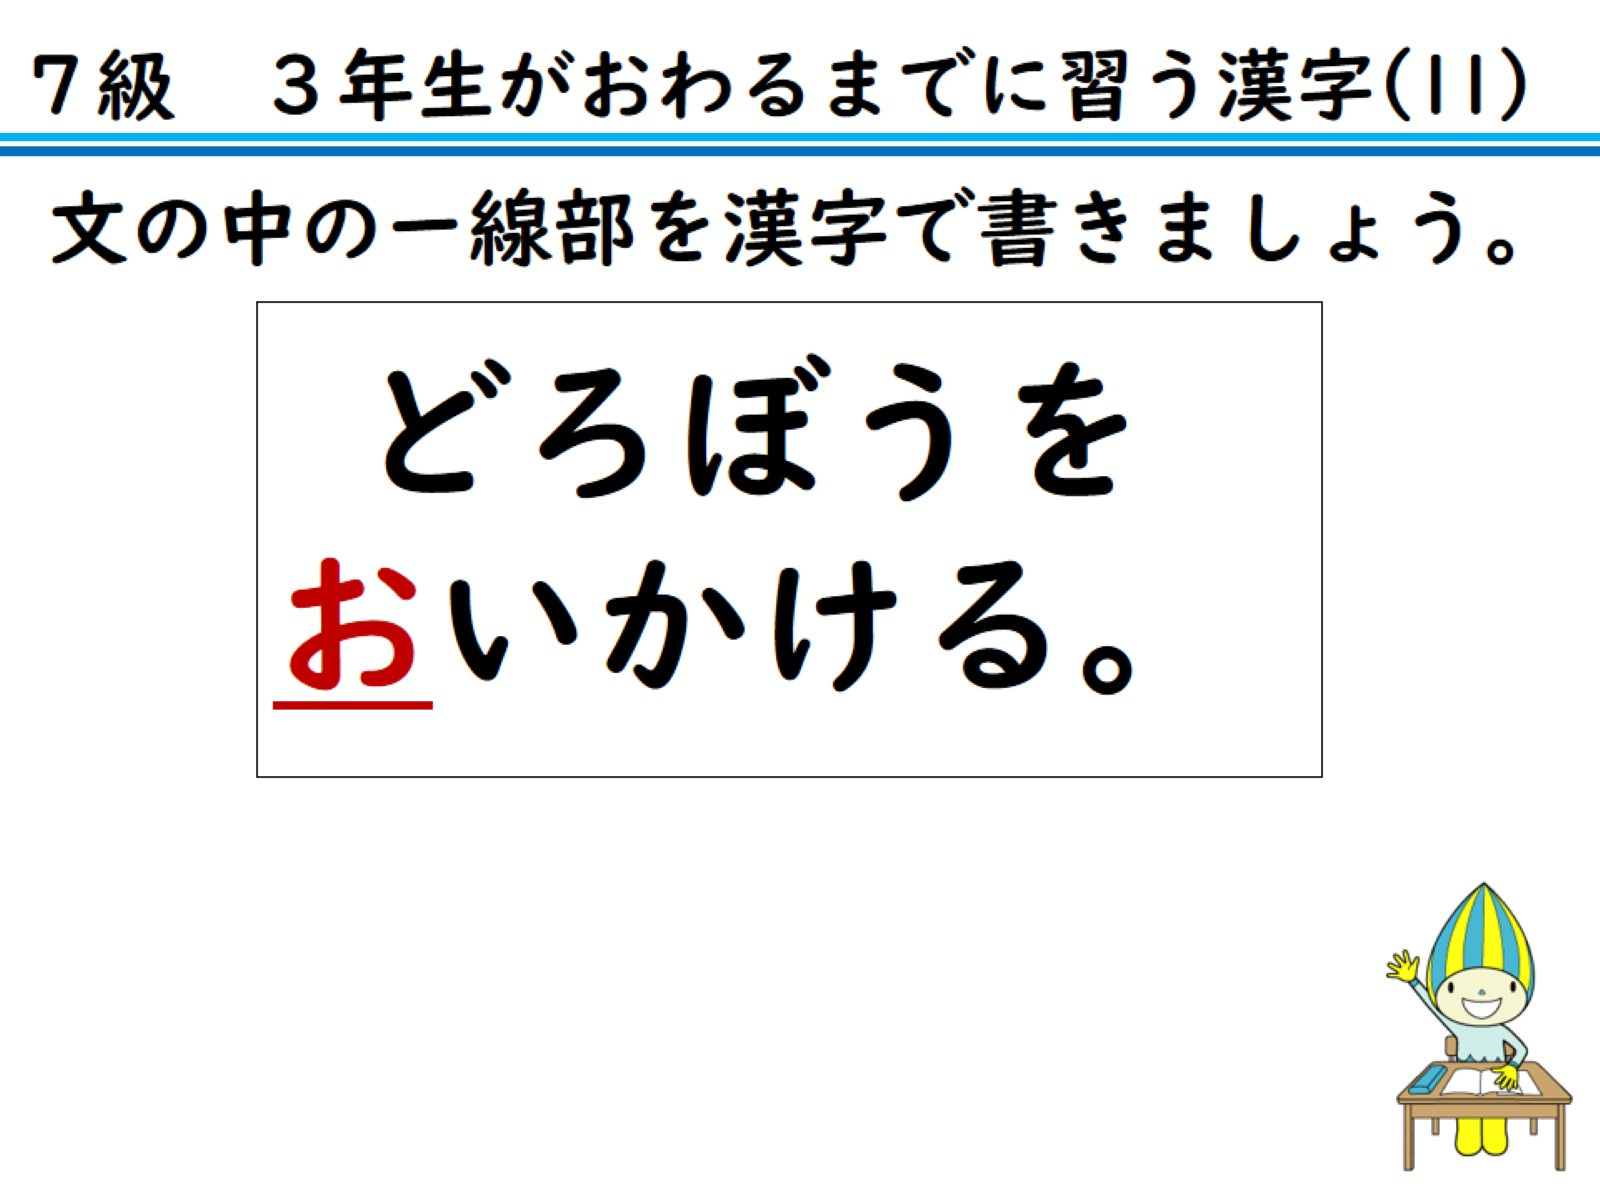 ７級　３年生がおわるまでに習う漢字(11)
文の中の一線部を漢字で書きましょう。
どろぼうを
おいかける。